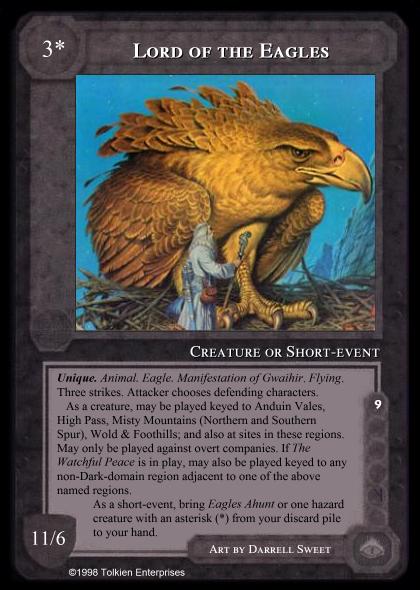 3*
LORD OF THE EAGLES
CREATURE OR SHORT-EVENT
Unique. Animal. Eagle. Manifestation of Gwaihir. Flying.
Three strikes. Attacker chooses defending characters.
As a creature, may be played keyed to Anduin Vales,
High Pass, Misty Mountains (Northern and Southern
Spur), Wold & Foothills; and also at sites in these regions.
May only be played against overt companies. If The
Watchful Peace is in play, may also be played keyed to any
non-Dark-domain region adjacent to one of the above
named regions.
As a short-event, bring Eagles Ahunt or one hazard
creature with an asterisk (*) from your discard pile
to your hand.
9
11/6
ART BY DARRELL SWEET
©1998 Tolkien Enterprises